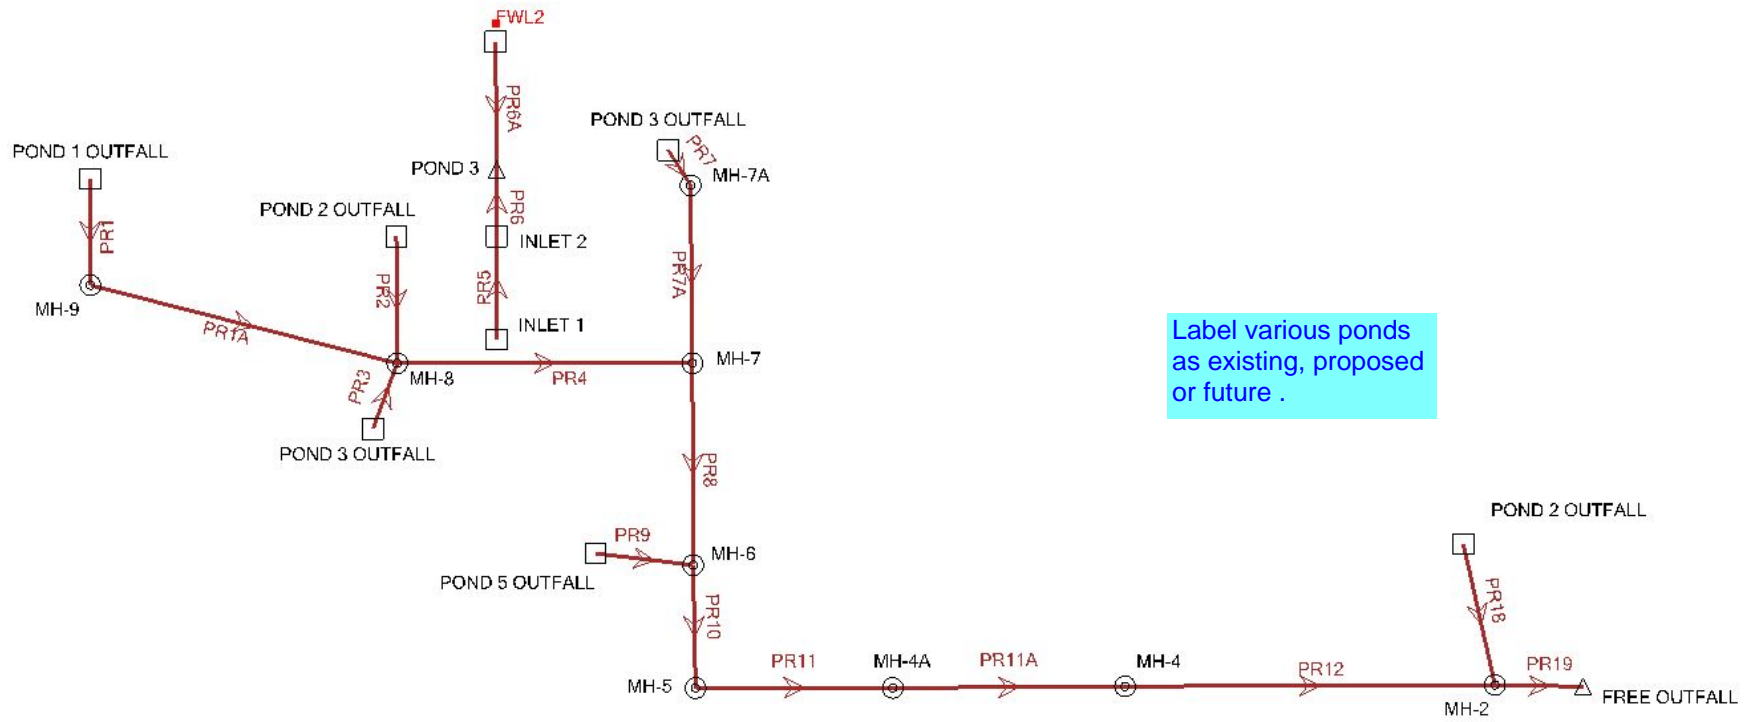 FWL2
PR6A
POND 3 OUTFALL
PR7
POND 1 OUTFALL
POND 3
MH-7A
PR6
POND 2 OUTFALL
PR1
INLET 2
PR2
PR5
PR7A
MH-9
PR1A
INLET 1
Label various ponds
as existing, proposed
or future .
MH-7
PR3
MH-8
PR4
POND 3 OUTFALL
PR8
POND 2 OUTFALL
PR9
MH-6
POND 5 OUTFALL
PR10
PR18
MH-5
PR11
MH-4A
PR11A
MH-4
PR12
PR19
MH-2
FREE OUTFALL